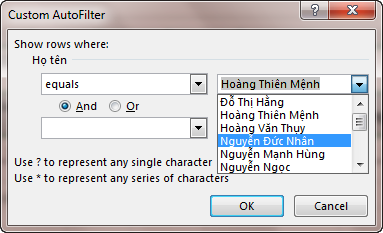 Custom AutoFilter
Show rows where:
Họ tên
equals
Hoàng Thiên Mệnh
And
Or
Đỗ Thị Hằng
Hoàng Thiên Mệnh
Hoàng Văn Thụy
Nguyễn Đức Nhân
Nguyễn Mạnh Hùng
Nguyễn Ngọc
Use ? to represent any single character
Use * to represent any series of characters
OK
Cancel